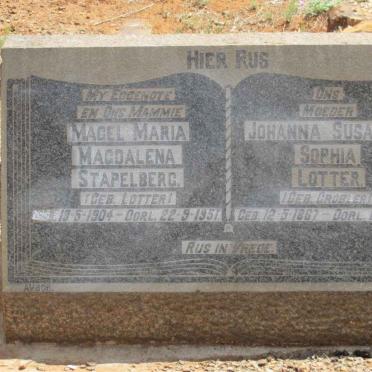 Hier Rus
My Eggenote
en Ons Mammie
Magel Maria
Magdalena
Stapelberg.
(Geb. Lotter)
13-5-1904 - Oorl. 22-9-1951.
Ons
Moeder
Johanna Susa
Sophia
Lotter
(Geb. Grobler)
Geb. 12-5-1867 - Oorl.
Rus in Vrede.